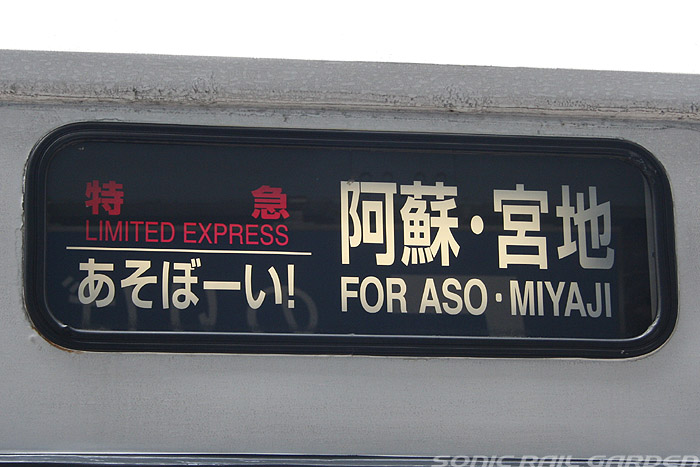 特急
LIMITED EXPRESS
あそぼーい!
阿蘇・宮地
FOR ASO・MIYAJI
SONIC RAIL GARDEN